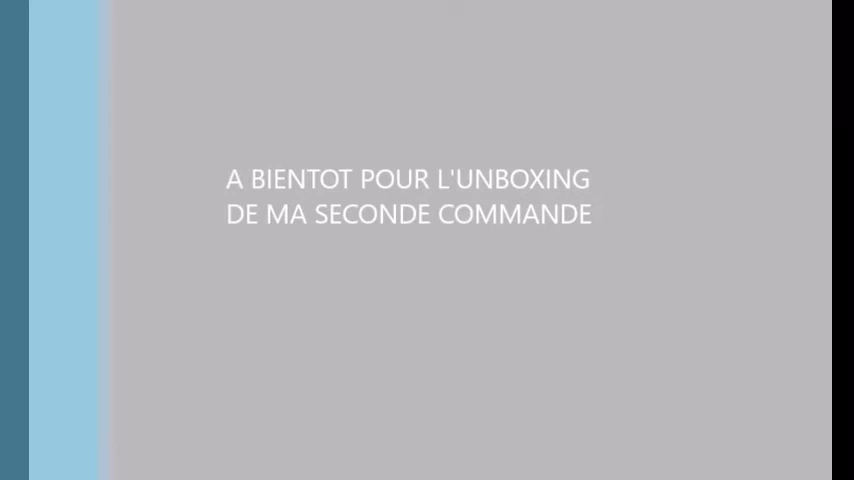 A BIENTOT POUR L'UNBOXING
DE MA SECONDE COMMANDE